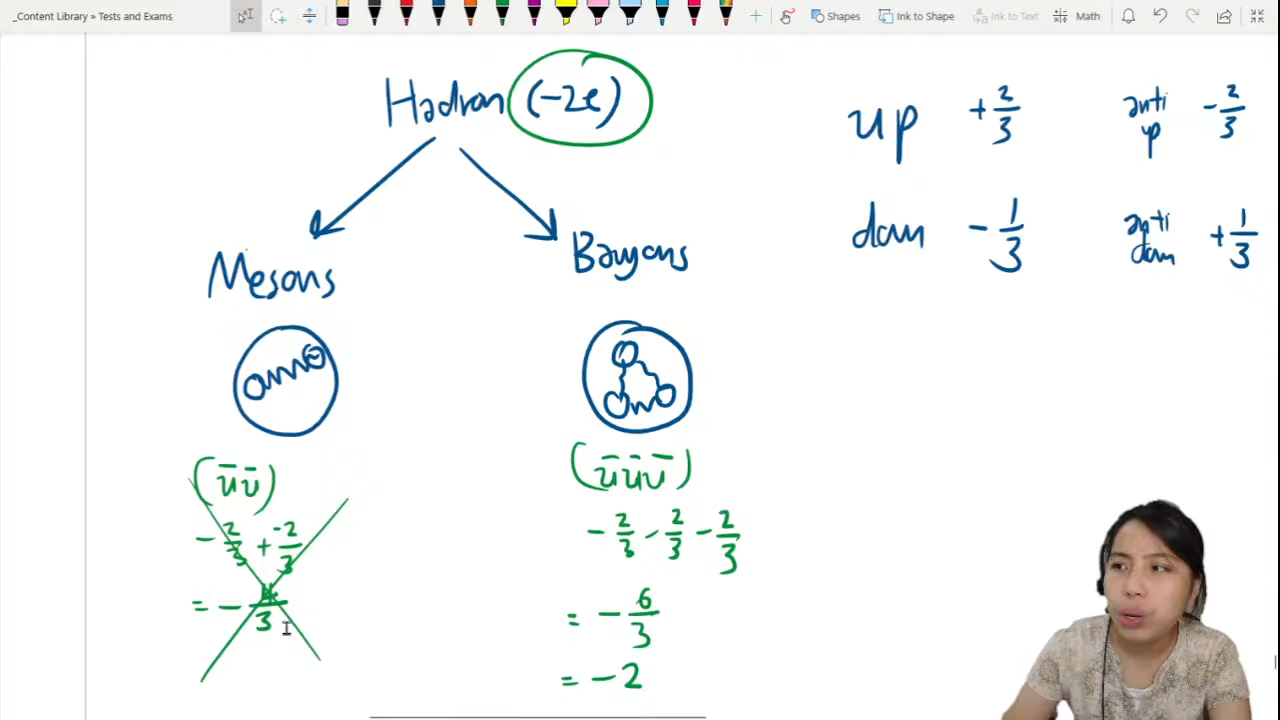 _Content Library » Tests and Exams
Shapes
Ink to Shape
Ink to Text
Math
Hadron (-2e)
Mesons
Baryons
up +2/3
anti up -2/3
down -1/3
anti down +1/3
(ūū)
-2/3 + -2/3
= -4/3
(ūūū)
-2/3 - 2/3 - 2/3
= -6/3
= -2